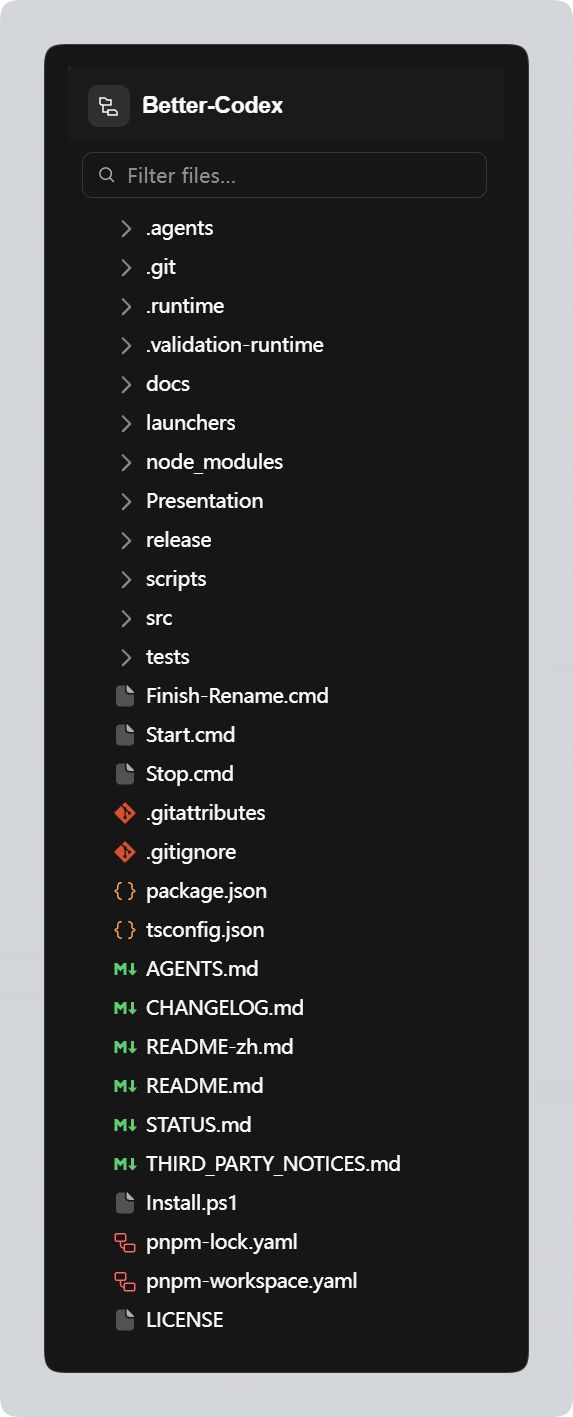 Better-Codex
Filter files...
.agents
.git
.runtime
.validation-runtime
docs
launchers
node_modules
Presentation
release
scripts
src
tests
Finish-Rename.cmd
Start.cmd
Stop.cmd
.gitattributes
.gitignore
package.json
tsconfig.json
AGENTS.md
CHANGELOG.md
README-zh.md
README.md
STATUS.md
THIRD_PARTY_NOTICES.md
Install.ps1
pnpm-lock.yaml
pnpm-workspace.yaml
LICENSE